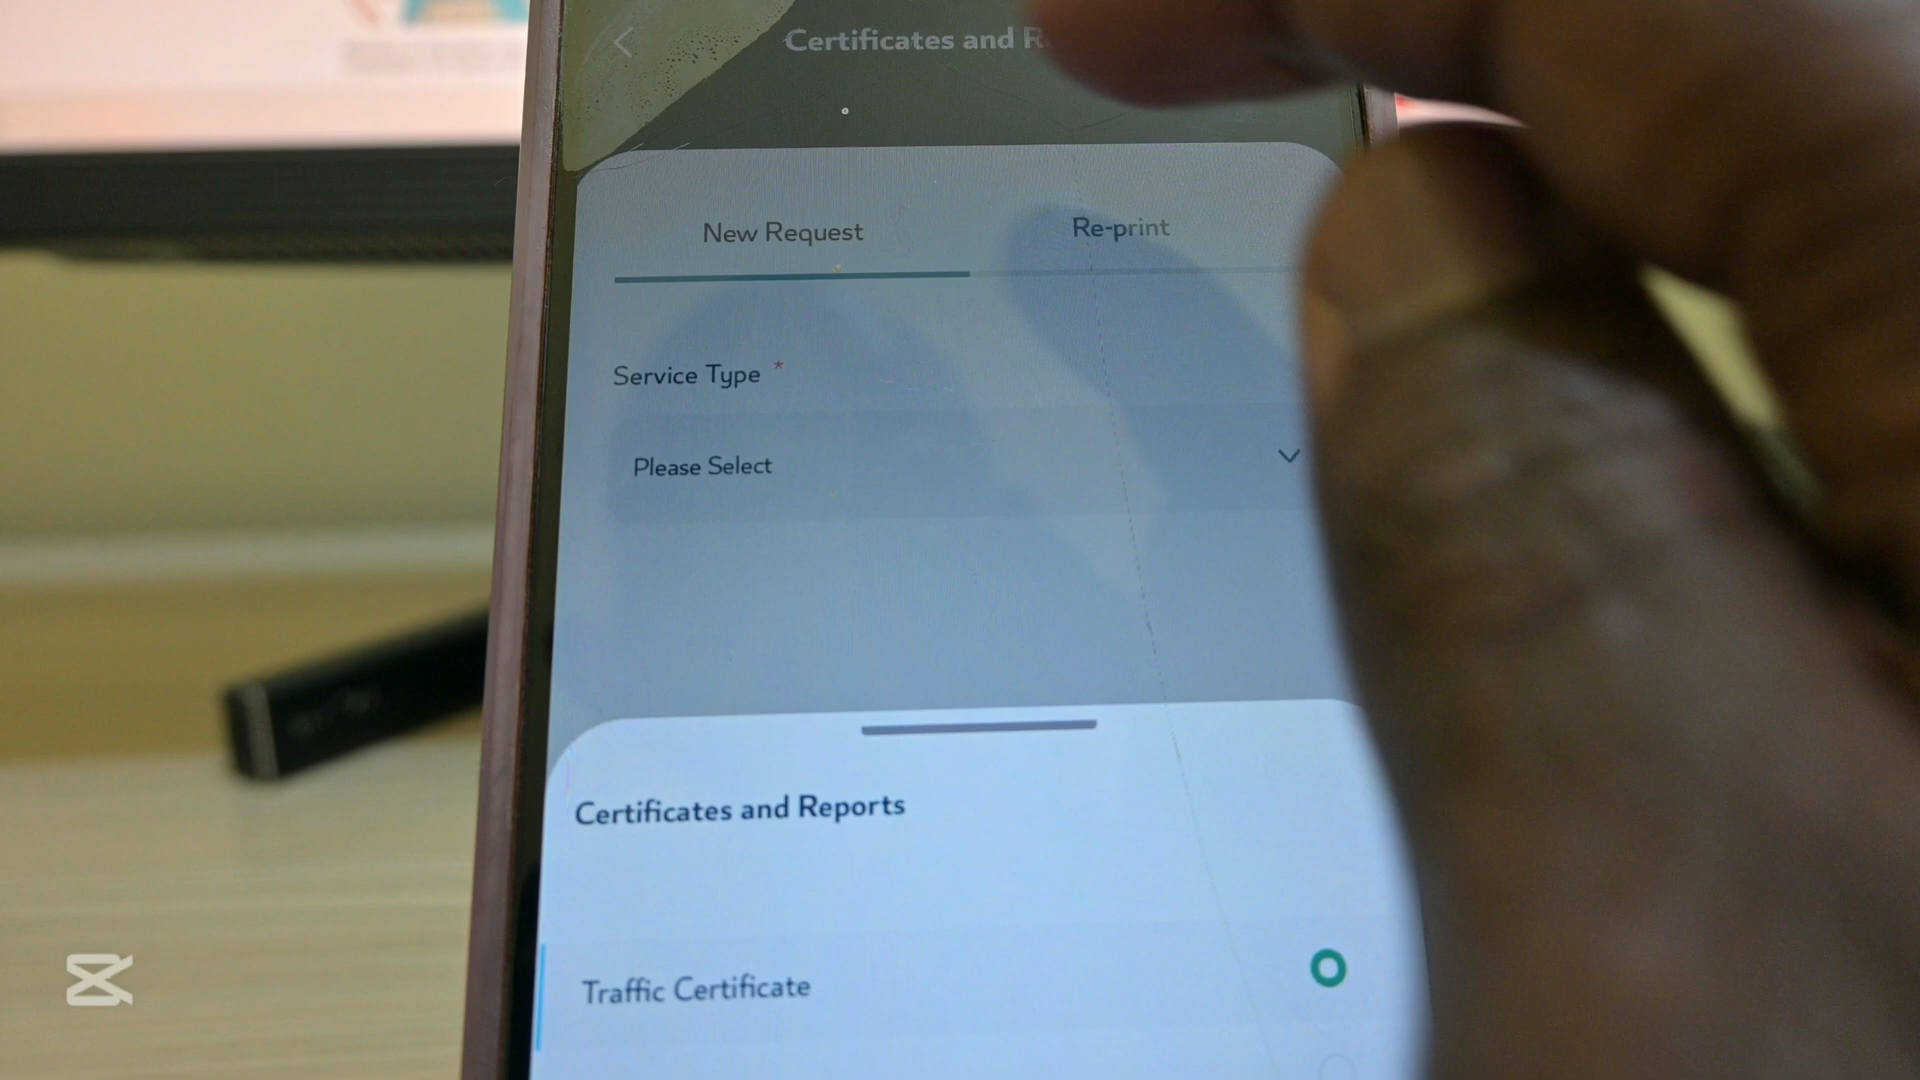 Certificates and R
New Request
Re-print
Service Type *
Please Select
Certificates and Reports
Traffic Certificate